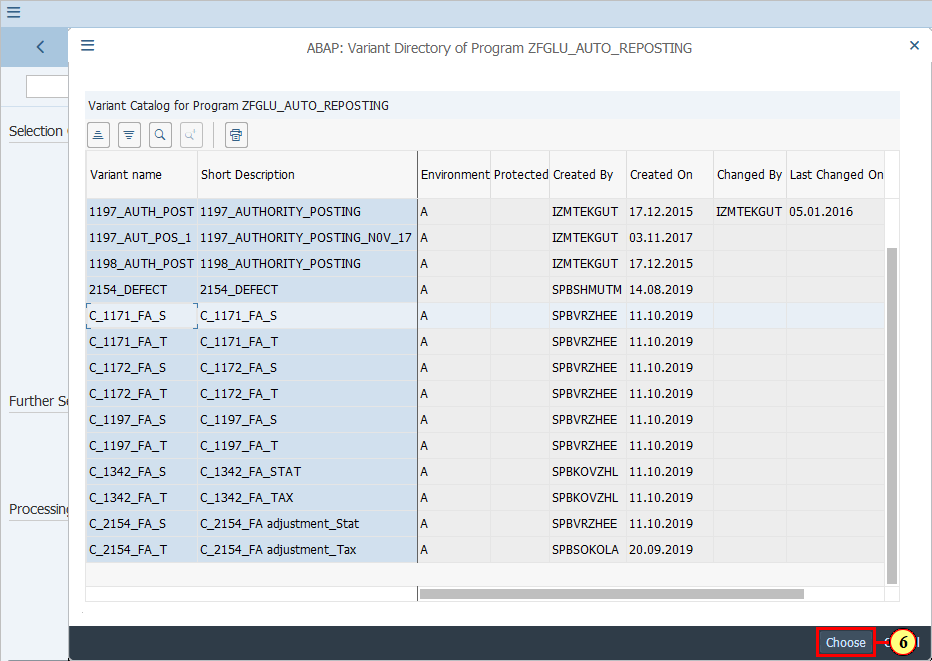 ABAP: Variant Directory of Program ZFGLU_AUTO_REPOSTING
Selection
Further Se
Processing
Variant Catalog for Program ZFGLU_AUTO_REPOSTING
Variant name Short Description Environment Protected Created By Created On Changed By Last Changed On
1197_AUTH_POST 1197_AUTHORITY_POSTING A IZMTEKGUT 17.12.2015 IZMTEKGUT 05.01.2016
1197_AUT_POS_1 1197_AUTHORITY_POSTING_N0V_17 A IZMTEKGUT 03.11.2017
1198_AUTH_POST 1198_AUTHORITY_POSTING A IZMTEKGUT 17.12.2015
2154_DEFECT 2154_DEFECT A SPBSHMUTM 14.08.2019
C_1171_FA_S C_1171_FA_S A SPBVRZHEE 11.10.2019
C_1171_FA_T C_1171_FA_T A SPBVRZHEE 11.10.2019
C_1172_FA_S C_1172_FA_S A SPBVRZHEE 11.10.2019
C_1172_FA_T C_1172_FA_T A SPBVRZHEE 11.10.2019
C_1197_FA_S C_1197_FA_S A SPBVRZHEE 11.10.2019
C_1197_FA_T C_1197_FA_T A SPBVRZHEE 11.10.2019
C_1342_FA_S C_1342_FA_STAT A SPBKOVZHL 11.10.2019
C_1342_FA_T C_1342_FA_TAX A SPBKOVZHL 11.10.2019
C_2154_FA_S C_2154_FA adjustment_Stat A SPBVRZHEE 11.10.2019
C_2154_FA_T C_2154_FA adjustment_Tax A SPBSOKOLA 20.09.2019
Choose 6